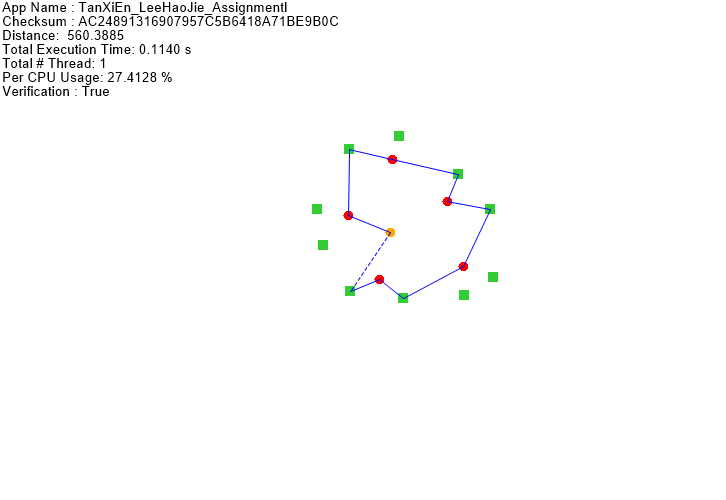 App Name : TanXiEn_LeeHaoJie_AssignmentI
Checksum : AC24891316907957C5B6418A71BE9B0C
Distance:  560.3885
Total Execution Time: 0.1140 s
Total # Thread: 1
Per CPU Usage: 27.4128 %
Verification : True